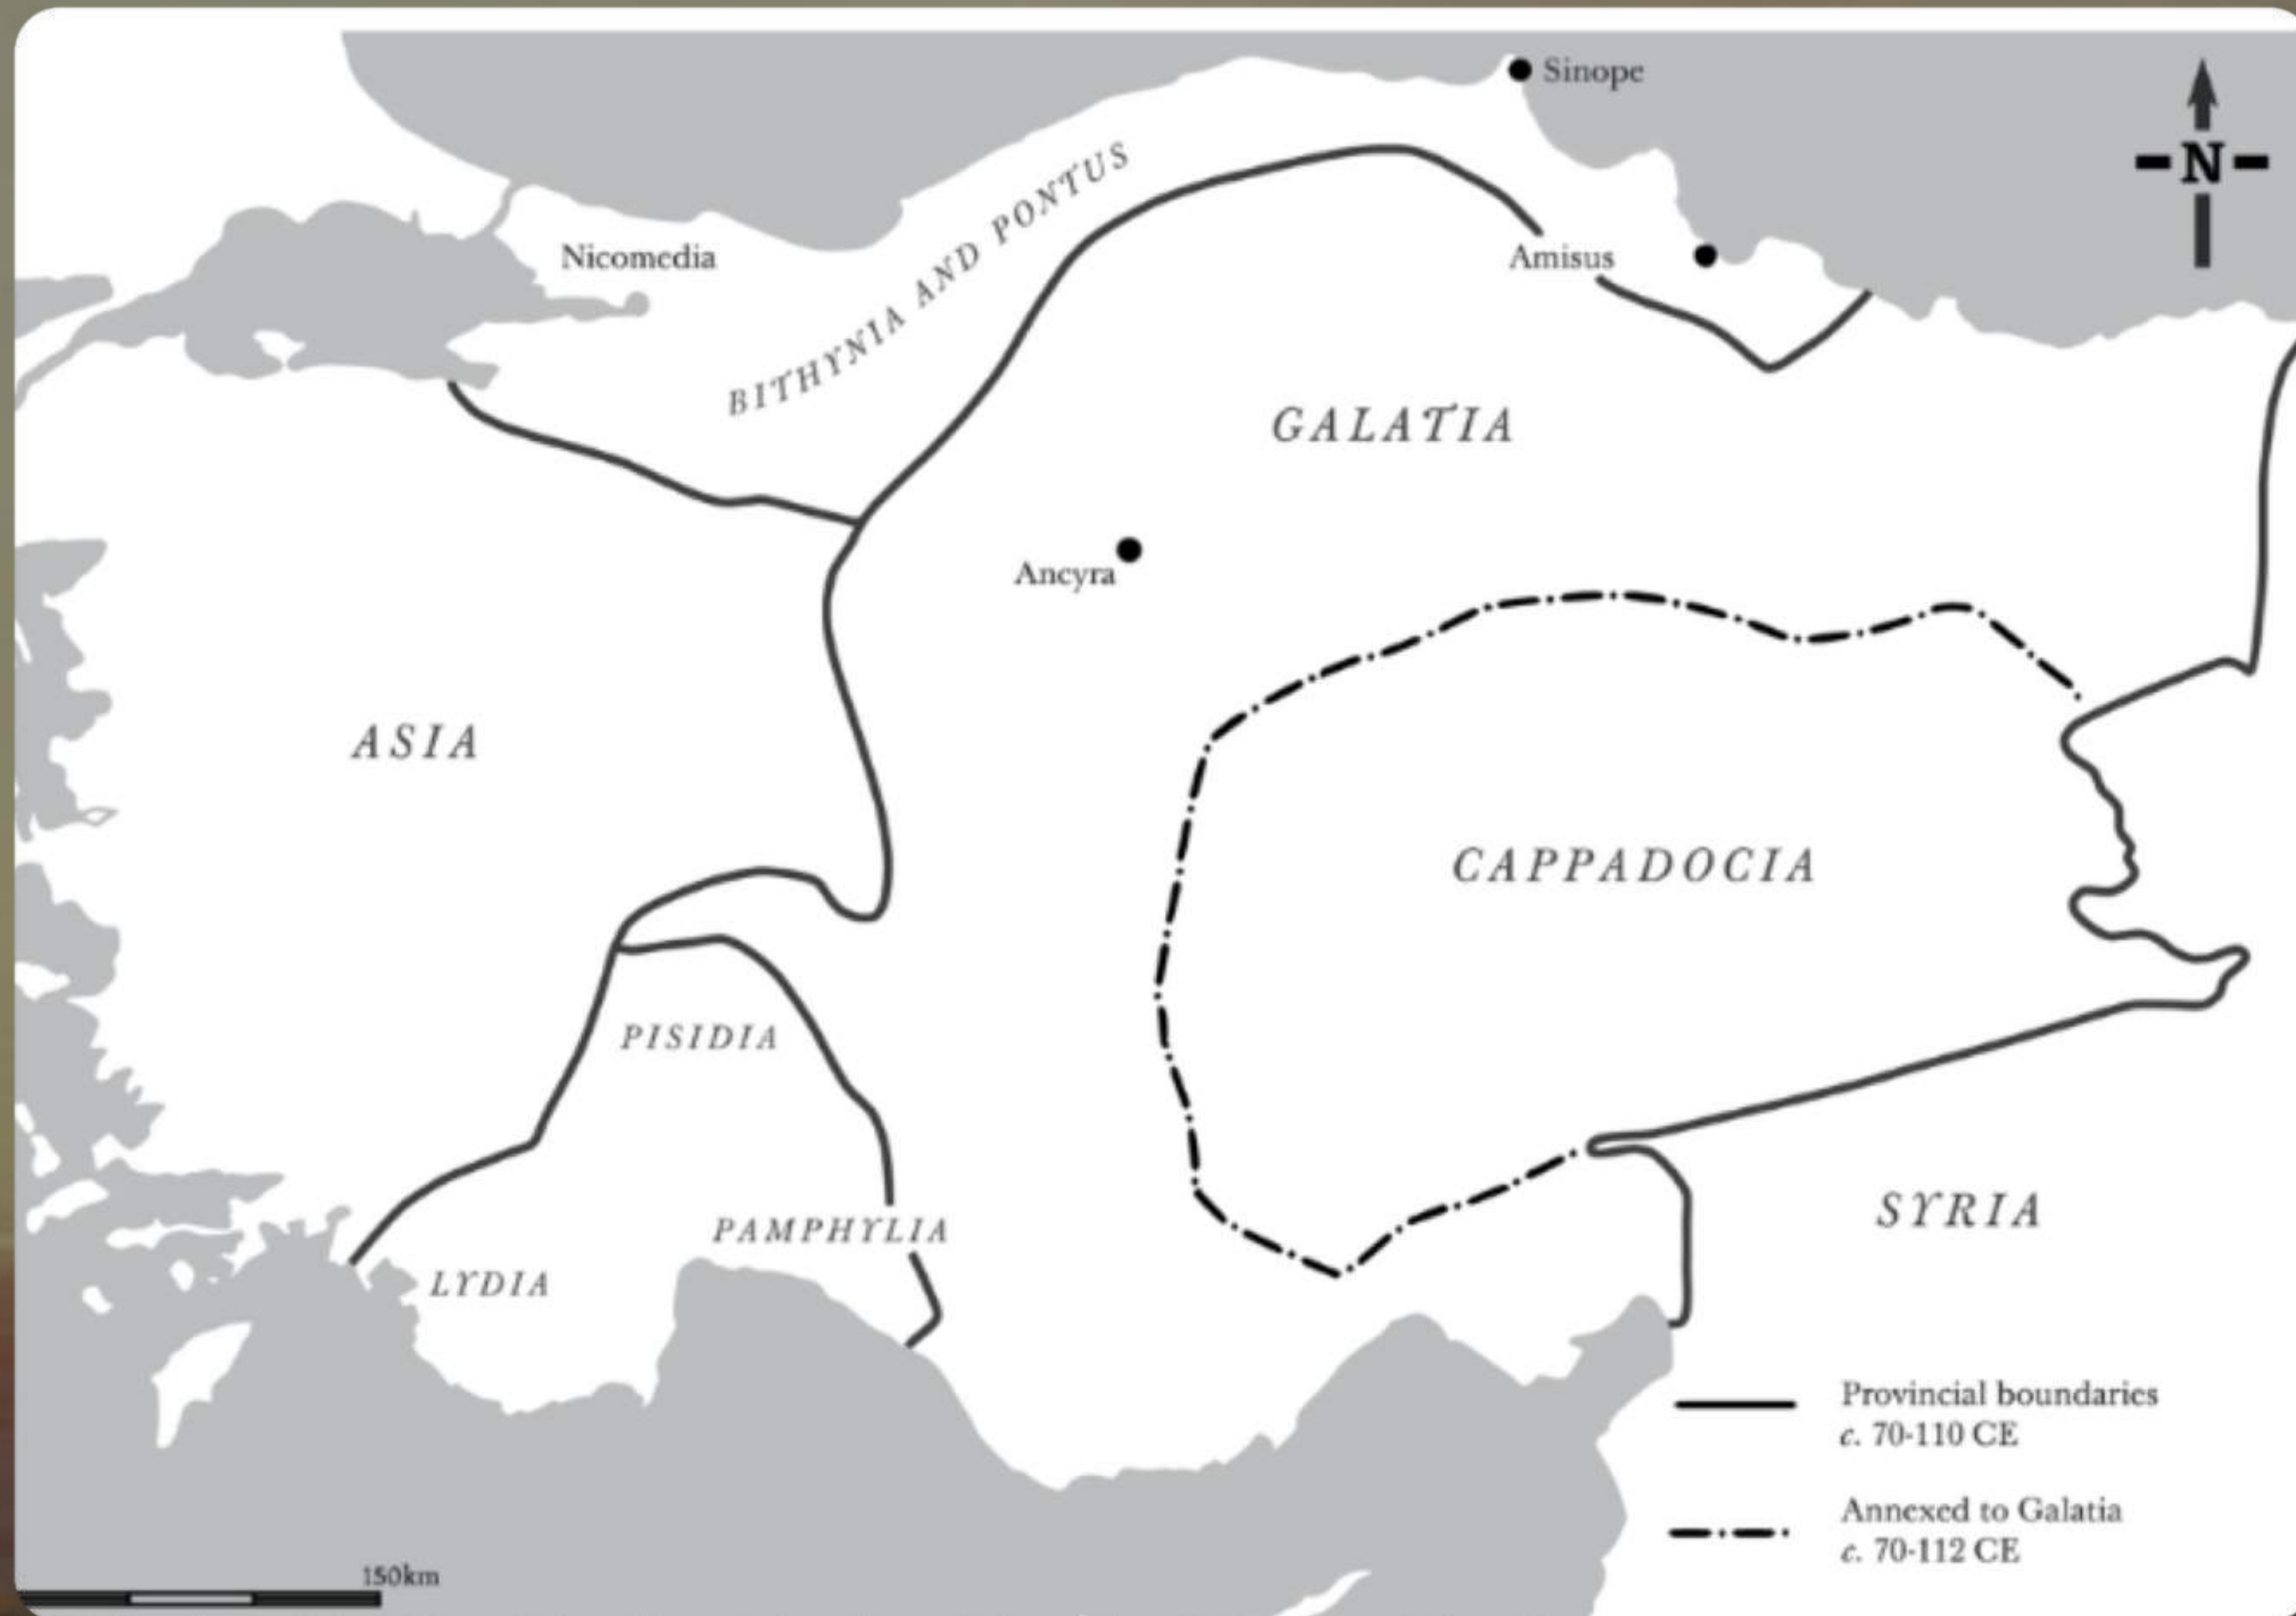 Sinope
N
Nicomedia
BITHYNIA AND PONTUS
Amisus
GALATIA
Ancyra
ASIA
CAPPADOCIA
PISIDIA
SYRIA
PAMPHYLIA
LYDIA
Provincial boundaries
c. 70-110 CE
Annexed to Galatia
c. 70-112 CE
150km